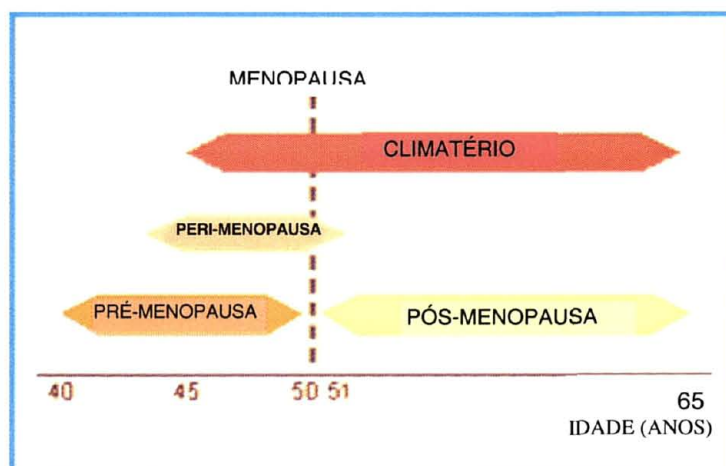 MENOPAUSA
CLIMATÉRIO
PERI-MENOPAUSA
PRÉ-MENOPAUSA
PÓS-MENOPAUSA
40 45 50 51 65
IDADE (ANOS)